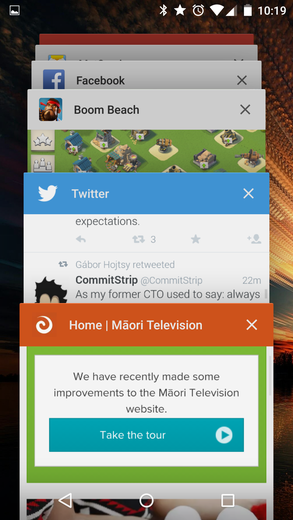 10:19
Facebook
Boom Beach
Twitter
expectations.
3
Gábor Hojtsy retweeted
CommitStrip @CommitStrip 22m
As my former CTO used to say: always
Home | Māori Television
We have recently made some
improvements to the Māori Television
website.
Take the tour